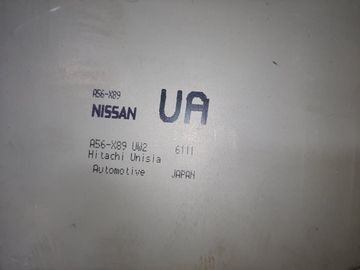 A56-X89
NISSAN UA
A56-X89 UW2 6111
Hitachi Unisia
Automotive JAPAN